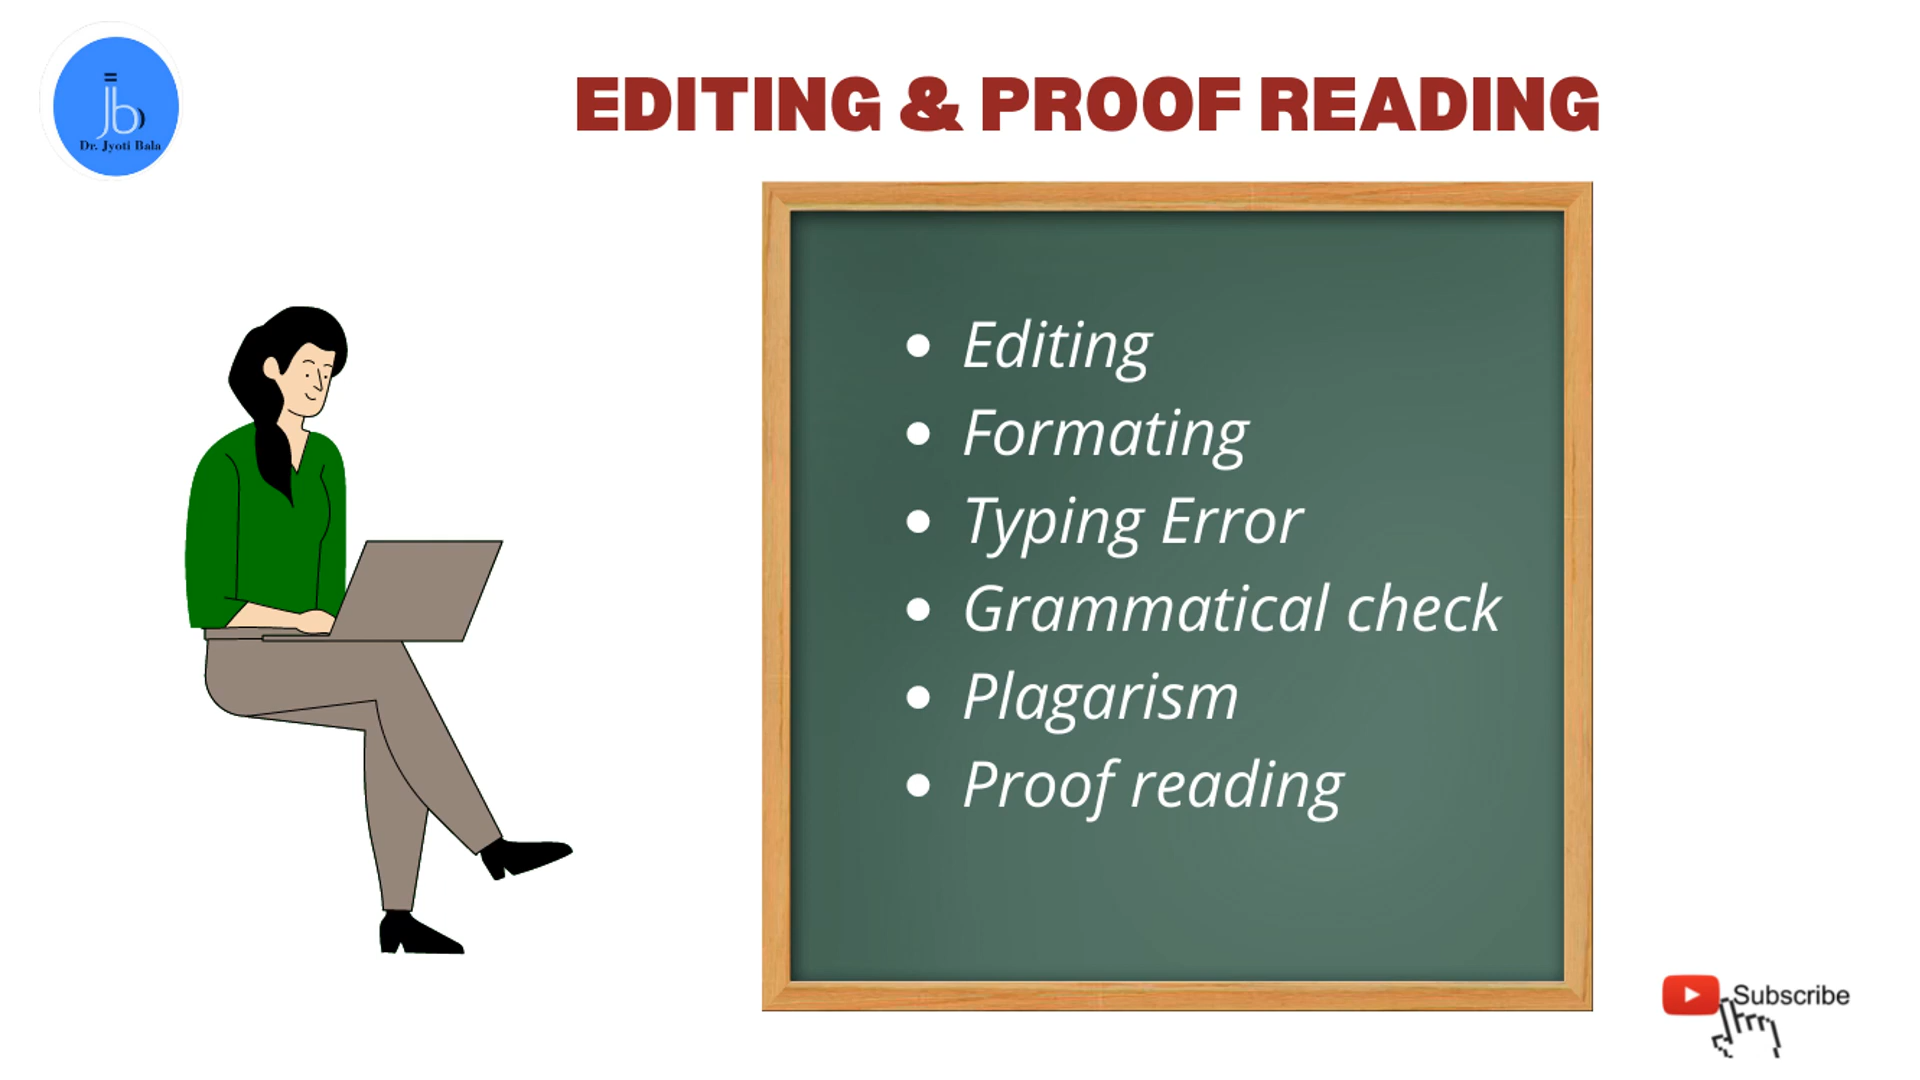 Dr. Jyoti Bala
EDITING & PROOF READING
• Editing
• Formating
• Typing Error
• Grammatical check
• Plagarism
• Proof reading
Subscribe